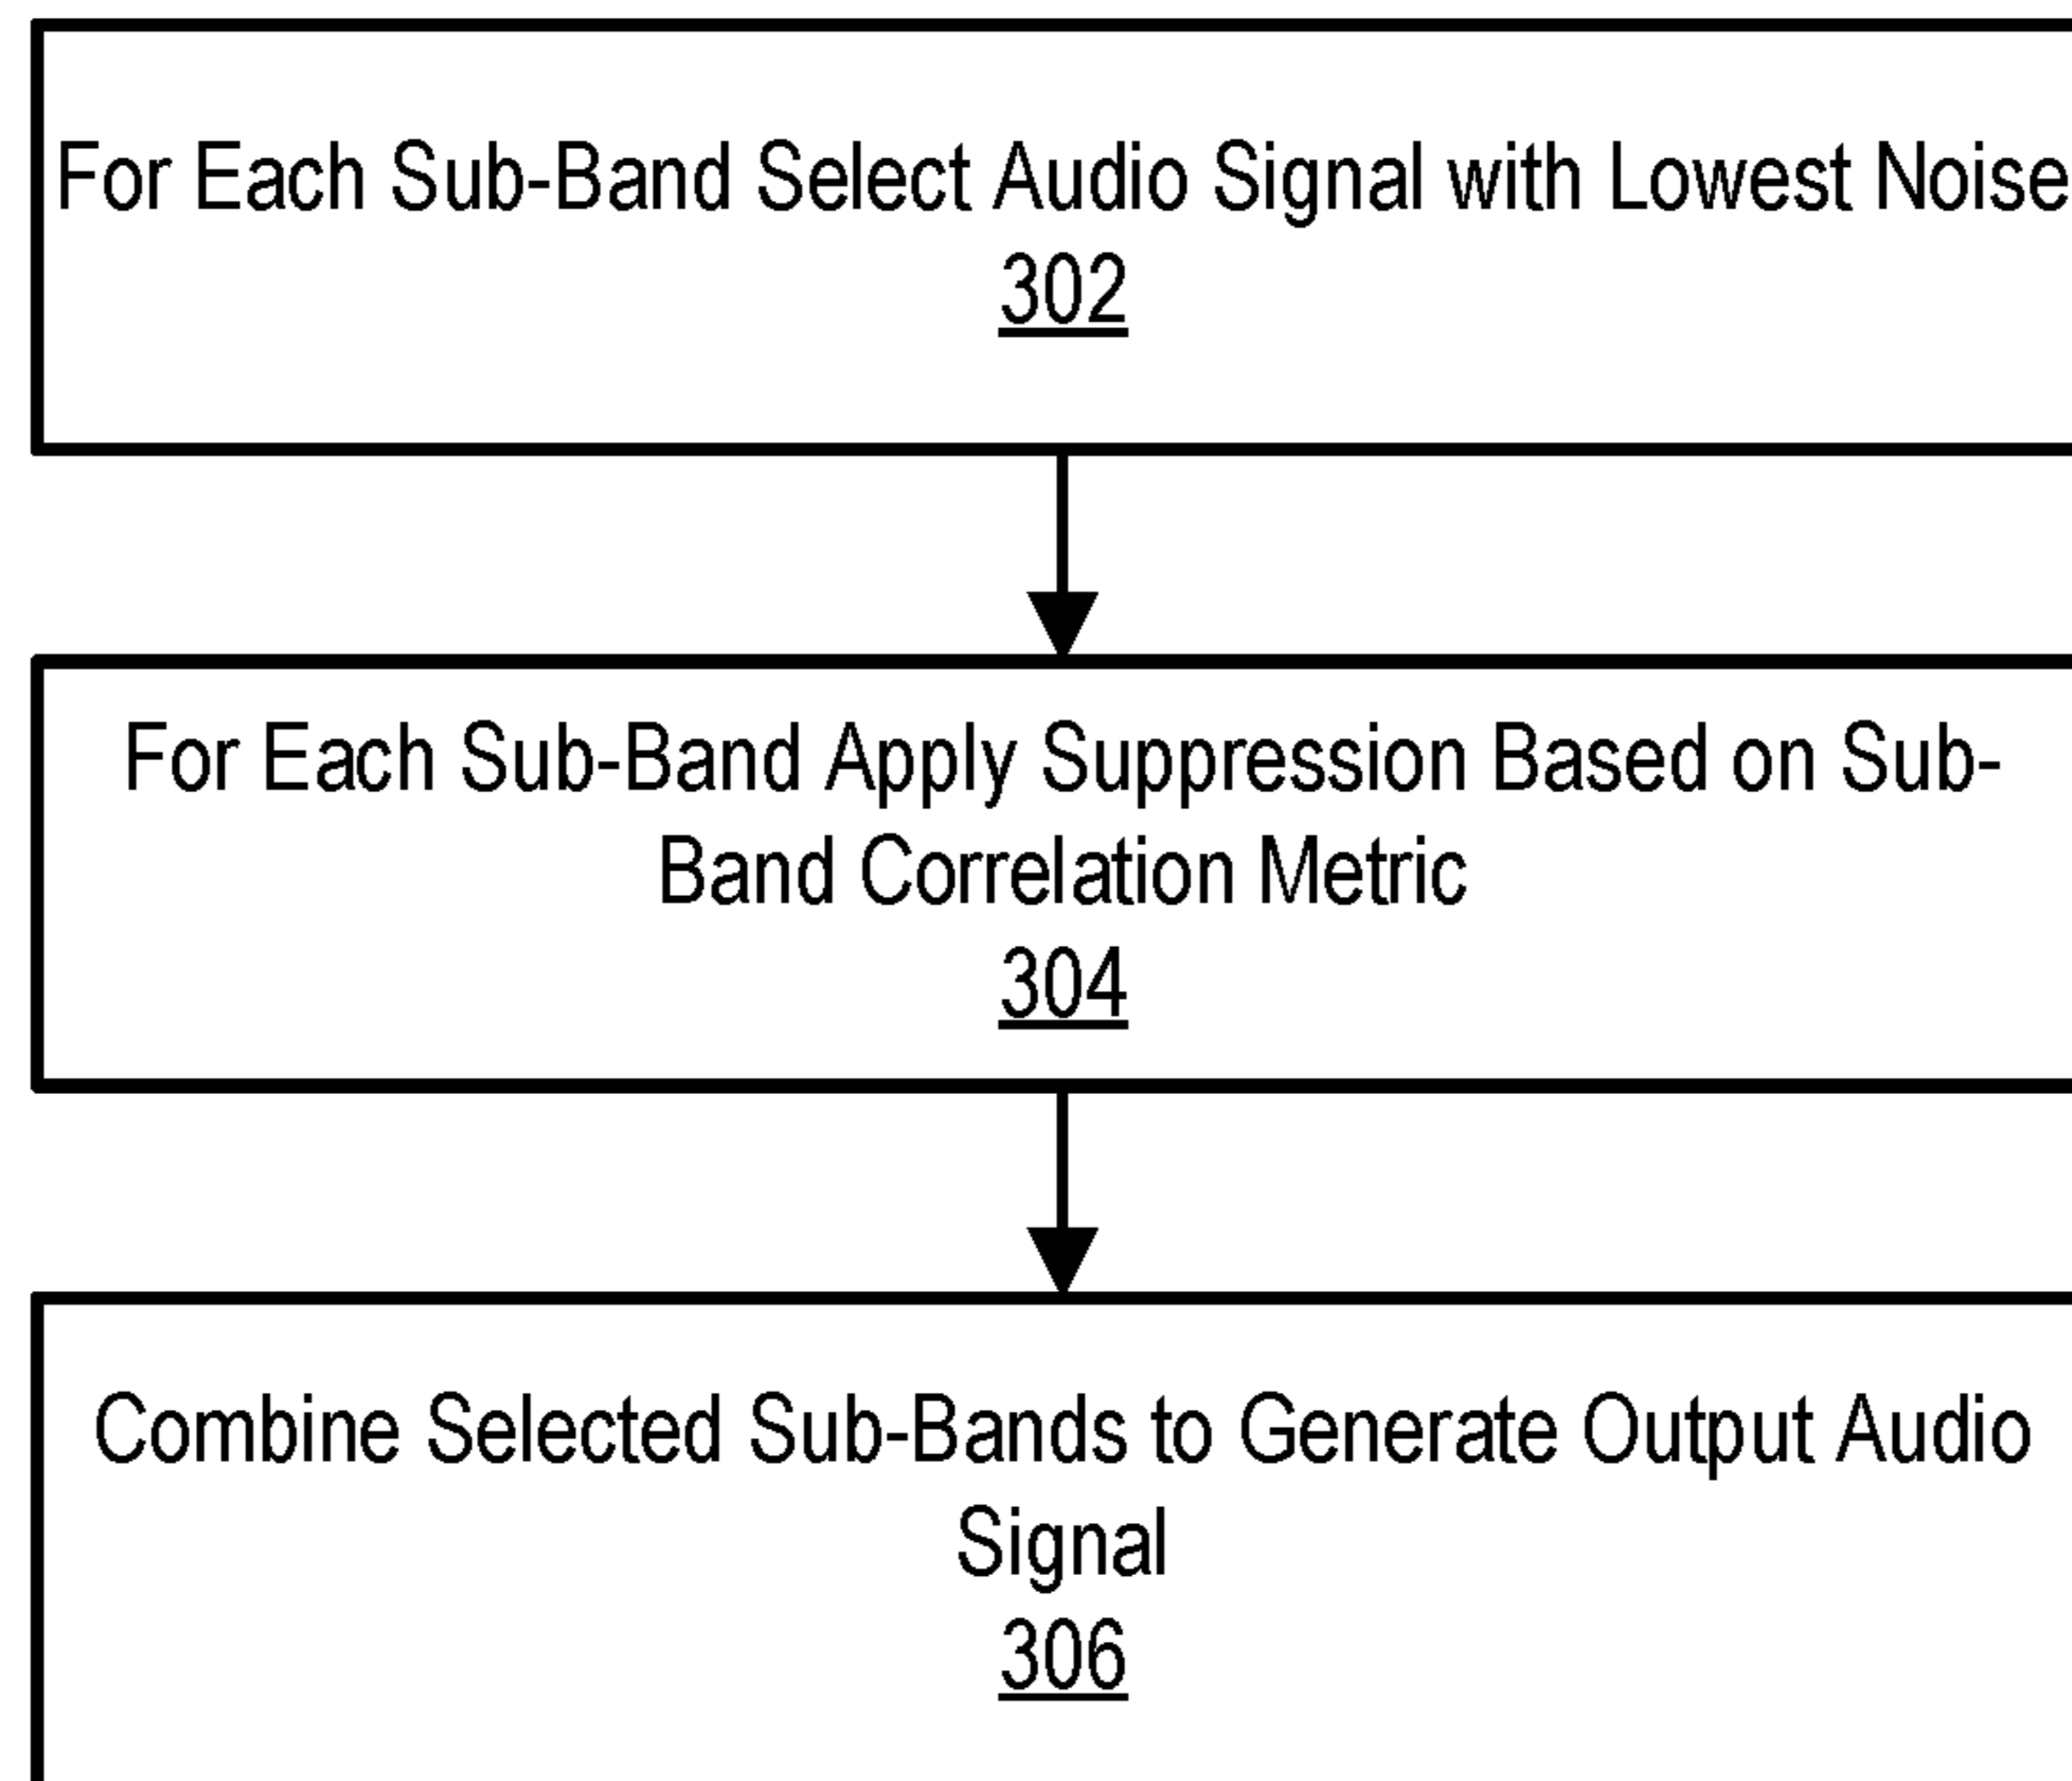 For Each Sub-Band Select Audio Signal with Lowest Noise
302
For Each Sub-Band Apply Suppression Based on Sub-
Band Correlation Metric
304
Combine Selected Sub-Bands to Generate Output Audio
Signal
306